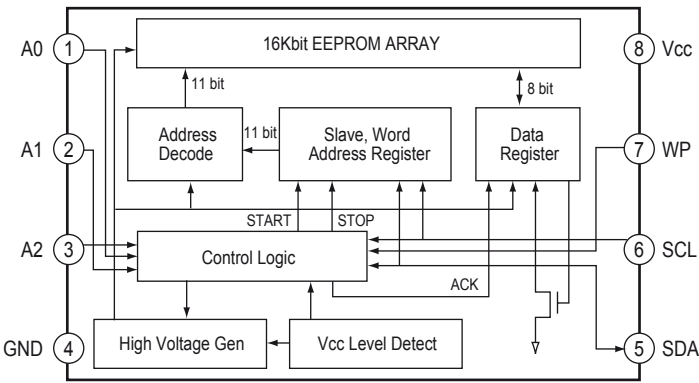 A0 1
16Kbit EEPROM ARRAY
8 Vcc
11 bit
8 bit
A1 2
Address
Decode
11 bit
Slave, Word
Address Register
Data
Register
7 WP
START
STOP
A2 3
Control Logic
6 SCL
ACK
GND 4
High Voltage Gen
Vcc Level Detect
5 SDA